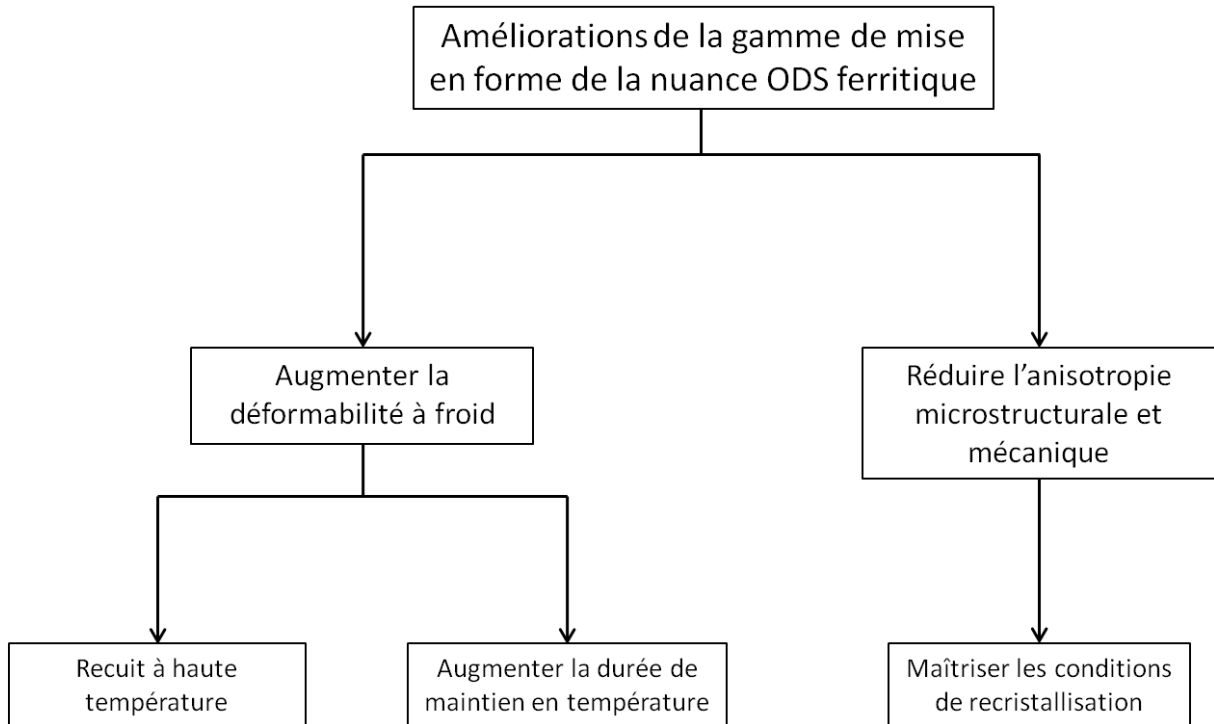 Améliorations de la gamme de mise
en forme de la nuance ODS ferritique
Augmenter la
déformabilité à froid
Réduire l'anisotropie
microstructurale et
mécanique
Recuit à haute
température
Augmenter la durée de
maintien en température
Maîtriser les conditions
de recristallisation